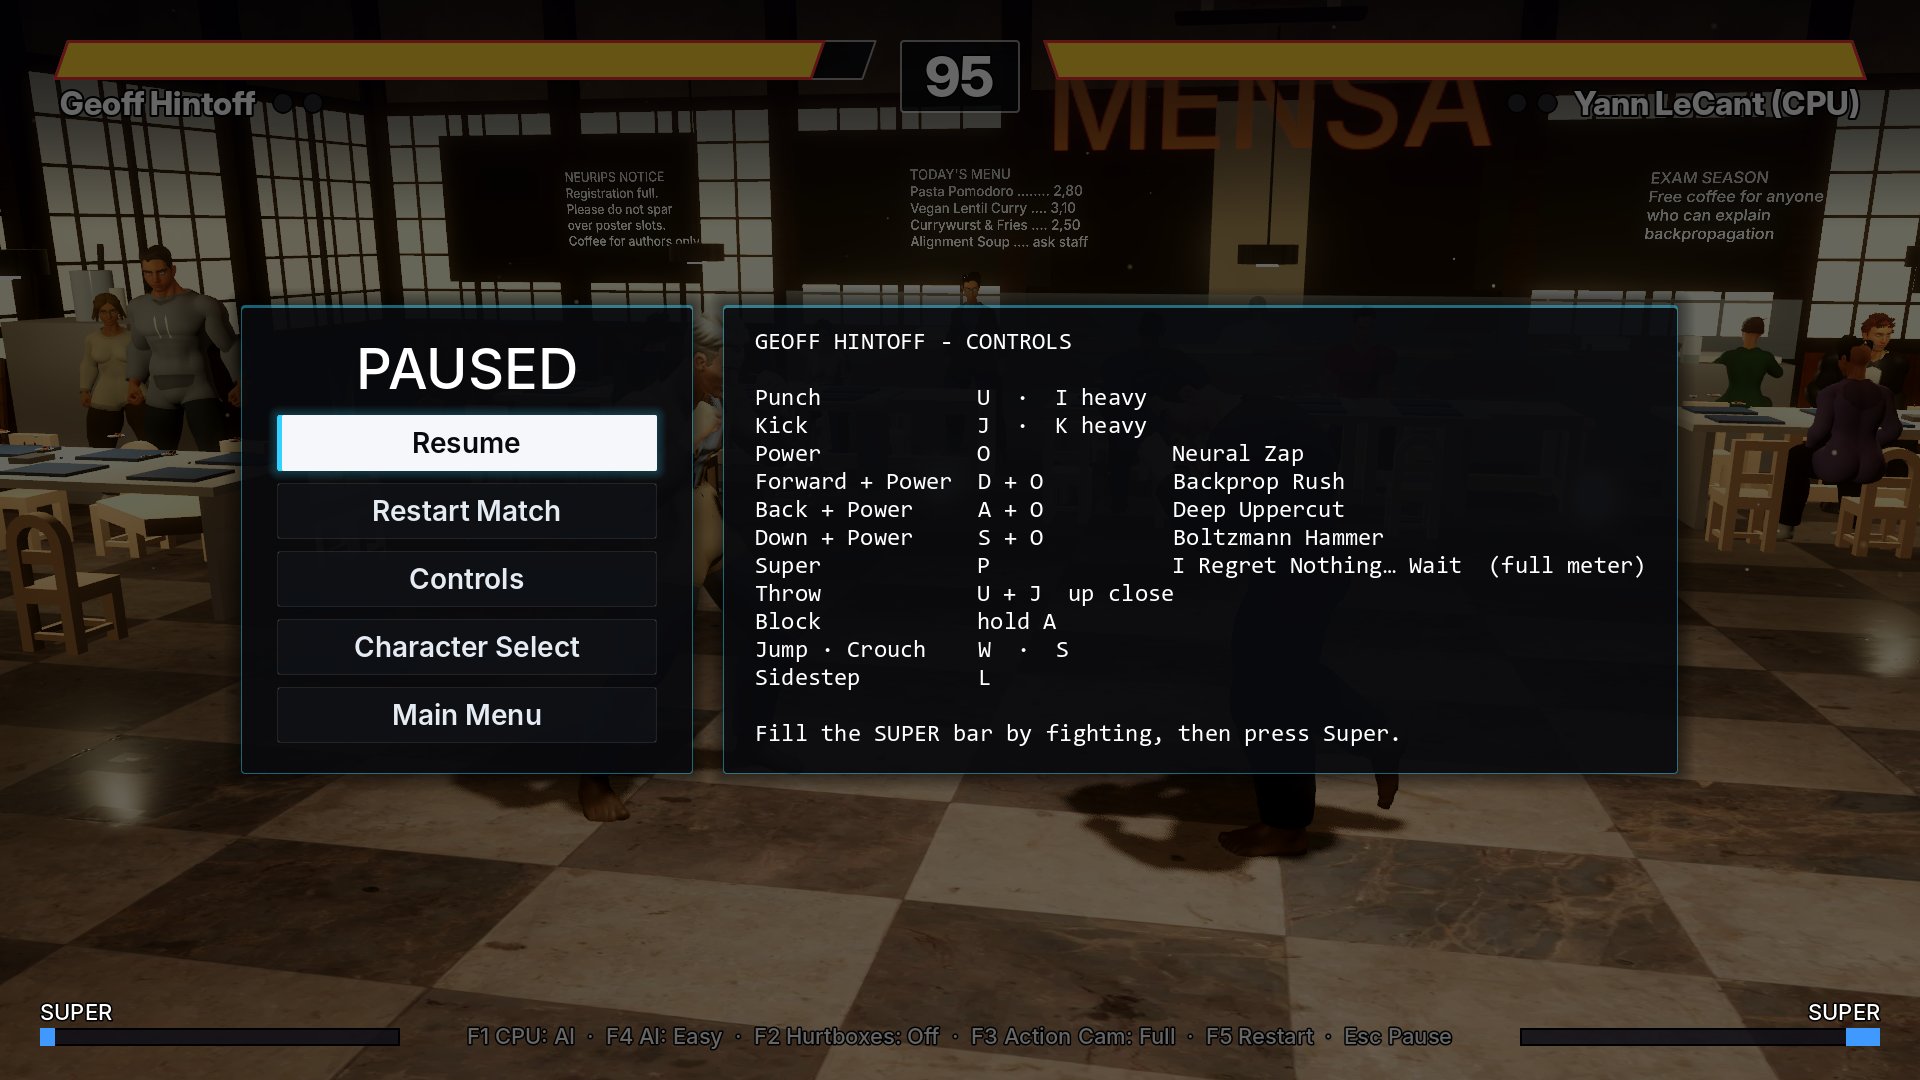 95
Geoff Hintoff
Yann LeCant (CPU)
MENSA
NEURIPS NOTICE
Registration full.
Please do not spar
over poster slots.
Coffee for authors only
TODAY'S MENU
Pasta Pomodoro ........ 2,80
Vegan Lentil Curry .... 3,10
Currywurst & Fries .... 2,50
Alignment Soup .... ask staff
EXAM SEASON
Free coffee for anyone
who can explain
backpropagation
PAUSED
Resume
Restart Match
Controls
Character Select
Main Menu
GEOFF HINTOFF - CONTROLS
Punch U · I heavy
Kick J · K heavy
Power O Neural Zap
Forward + Power D + O Backprop Rush
Back + Power A + O Deep Uppercut
Down + Power S + O Boltzmann Hammer
Super P I Regret Nothing… Wait (full meter)
Throw U + J up close
Block hold A
Jump · Crouch W · S
Sidestep L
Fill the SUPER bar by fighting, then press Super.
SUPER
F1 CPU: AI · F4 AI: Easy · F2 Hurtboxes: Off · F3 Action Cam: Full · F5 Restart · Esc Pause
SUPER